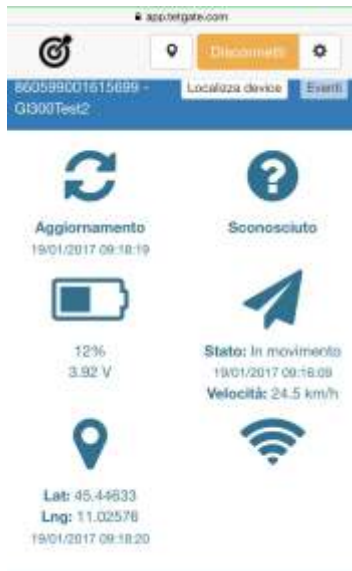 app.tetgate.com
Disconnetti
860599001615699 -
GI300Test2
Localizza device
Eventi
Aggiornamento
19/01/2017 09:18:19
Sconosciuto
12%
3.92 V
Stato: In movimento
19/01/2017 09:16:09
Velocità: 24.5 km/h
Lat: 45.44633
Lng: 11.02576
19/01/2017 09:18:20